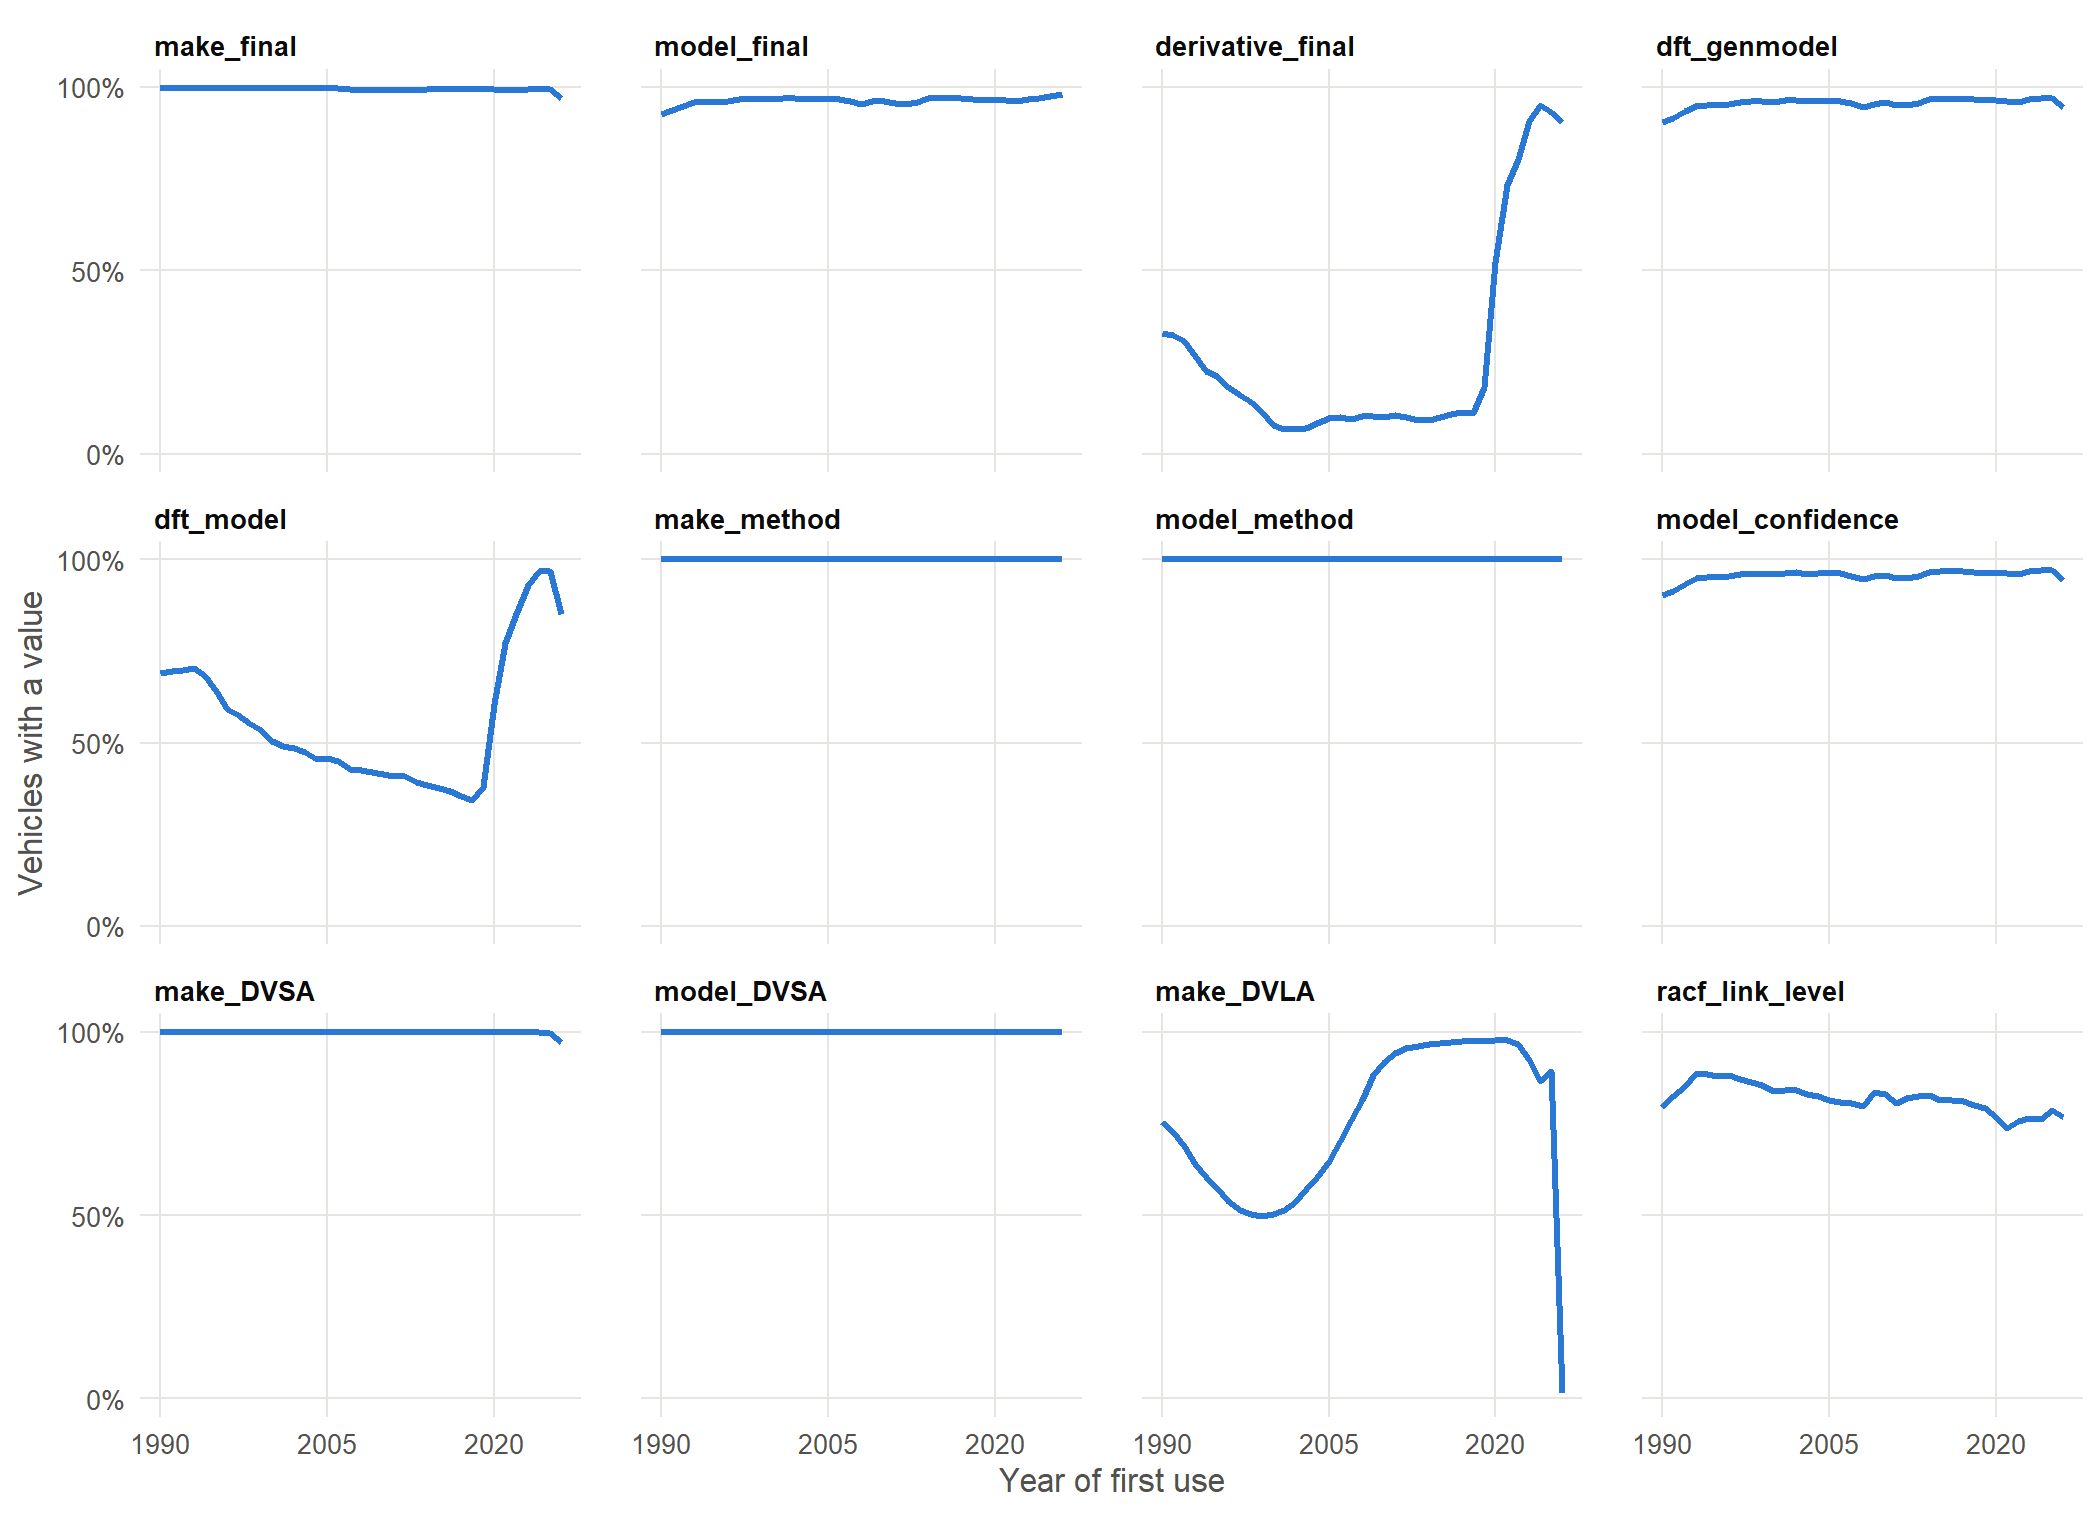 make_final model_final derivative_final dft_genmodel
100%
50%
0%
dft_model make_method model_method model_confidence
100%
50%
0%
Vehicles with a value
make_DVSA model_DVSA make_DVLA racf_link_level
100%
50%
0%
1990 2005 2020 1990 2005 2020 1990 2005 2020 1990 2005 2020
Year of first use